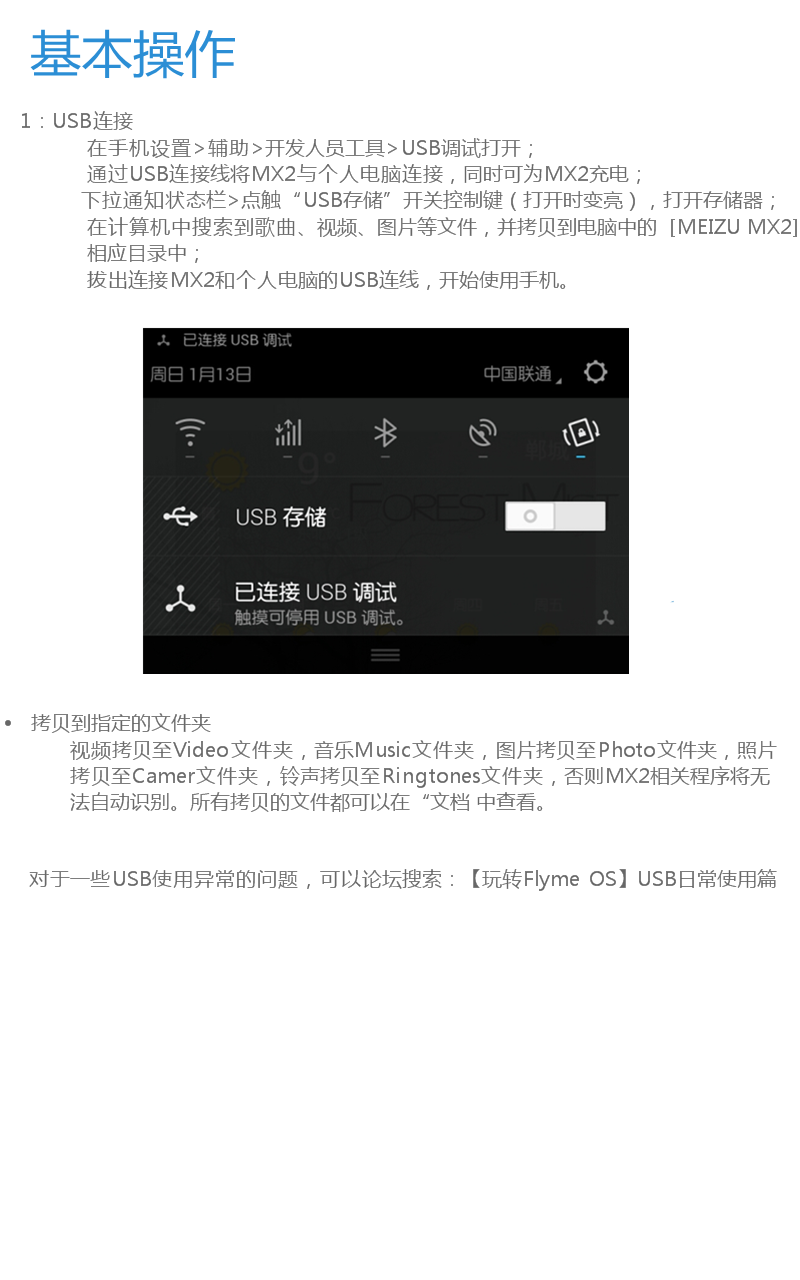 基本操作
1：USB连接
在手机设置>辅助>开发人员工具>USB调试打开；
通过USB连接线将MX2与个人电脑连接，同时可为MX2充电；
下拉通知状态栏>点触“USB存储”开关控制键（打开时变亮），打开存储器；
在计算机中搜索到歌曲、视频、图片等文件，并拷贝到电脑中的 [MEIZU MX2]
相应目录中；
拔出连接MX2和个人电脑的USB连线，开始使用手机。
已连接 USB 调试
周日 1月13日
中国联通
郸城
9°
FOREST MIST
USB 存储
已连接 USB 调试
触摸可停用 USB 调试。
• 拷贝到指定的文件夹
视频拷贝至Video文件夹，音乐Music文件夹，图片拷贝至Photo文件夹，照片
拷贝至Camer文件夹，铃声拷贝至Ringtones文件夹，否则MX2相关程序将无
法自动识别。所有拷贝的文件都可以在“文档 中查看。
对于一些USB使用异常的问题，可以论坛搜索：【玩转Flyme OS】USB日常使用篇